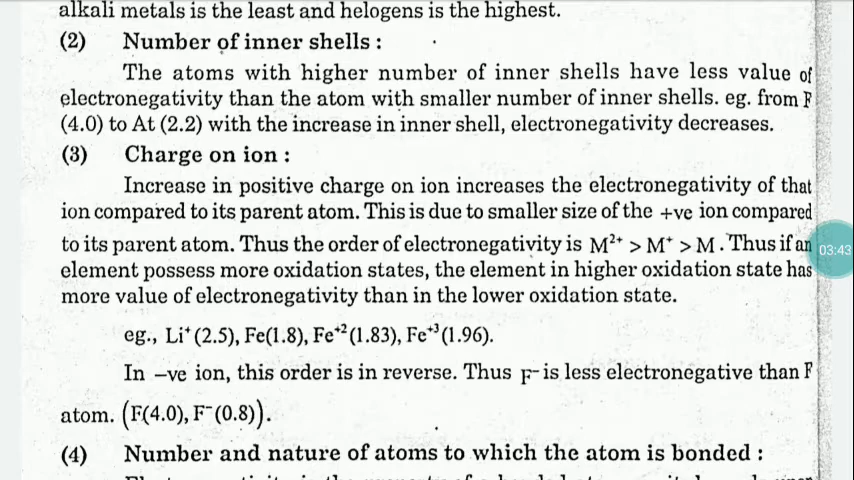 alkali metals is the least and helogens is the highest.
(2) Number of inner shells :
The atoms with higher number of inner shells have less value of
electronegativity than the atom with smaller number of inner shells. eg. from F
(4.0) to At (2.2) with the increase in inner shell, electronegativity decreases.
(3) Charge on ion :
Increase in positive charge on ion increases the electronegativity of that
ion compared to its parent atom. This is due to smaller size of the +ve ion compared
to its parent atom. Thus the order of electronegativity is M²⁺ > M⁺ > M . Thus if an
03:43
element possess more oxidation states, the element in higher oxidation state has
more value of electronegativity than in the lower oxidation state.
eg., Li⁺ (2.5), Fe(1.8), Fe⁺² (1.83), Fe⁺³ (1.96).
In –ve ion, this order is in reverse. Thus F⁻ is less electronegative than F
atom. (F(4.0), F⁻ (0.8)).
(4) Number and nature of atoms to which the atom is bonded :